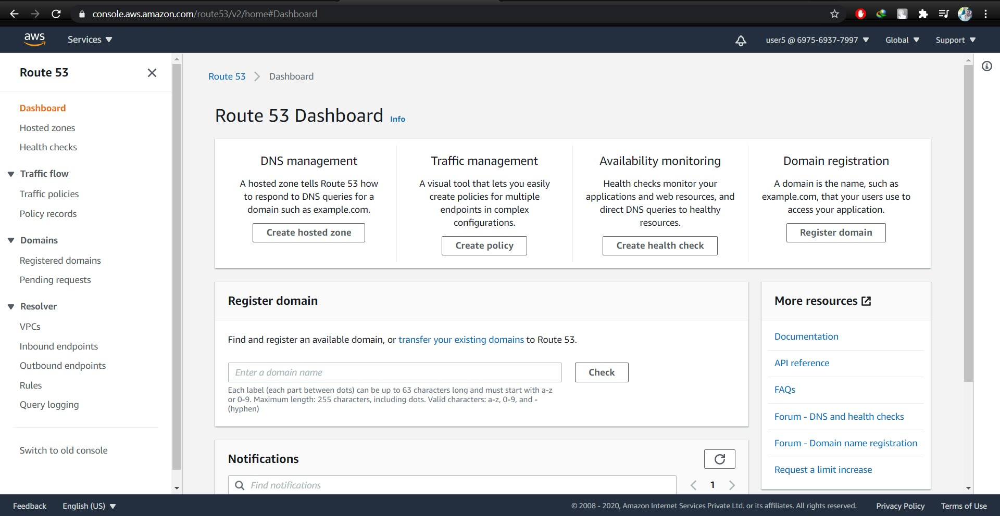 console.aws.amazon.com/route53/v2/home#Dashboard
aws
Services
user5 @ 6975-6937-7997
Global
Support
Route 53
Dashboard
Hosted zones
Health checks
Traffic flow
Traffic policies
Policy records
Domains
Registered domains
Pending requests
Resolver
VPCs
Inbound endpoints
Outbound endpoints
Rules
Query logging
Switch to old console
Route 53
Dashboard
Route 53 Dashboard Info
DNS management
A hosted zone tells Route 53 how
to respond to DNS queries for a
domain such as example.com.
Create hosted zone
Traffic management
A visual tool that lets you easily
create policies for multiple
endpoints in complex
configurations.
Create policy
Availability monitoring
Health checks monitor your
applications and web resources, and
direct DNS queries to healthy
resources.
Create health check
Domain registration
A domain is the name, such as
example.com, that your users use to
access your application.
Register domain
Register domain
Find and register an available domain, or transfer your existing domains to Route 53.
Enter a domain name
Check
Each label (each part between dots) can be up to 63 characters long and must start with a-z
or 0-9. Maximum length: 255 characters, including dots. Valid characters: a-z, 0-9, and -
(hyphen)
Notifications
Find notifications
1
More resources
Documentation
API reference
FAQs
Forum - DNS and health checks
Forum - Domain name registration
Request a limit increase
Feedback
English (US)
© 2008 - 2020, Amazon Internet Services Private Ltd. or its affiliates. All rights reserved.
Privacy Policy
Terms of Use